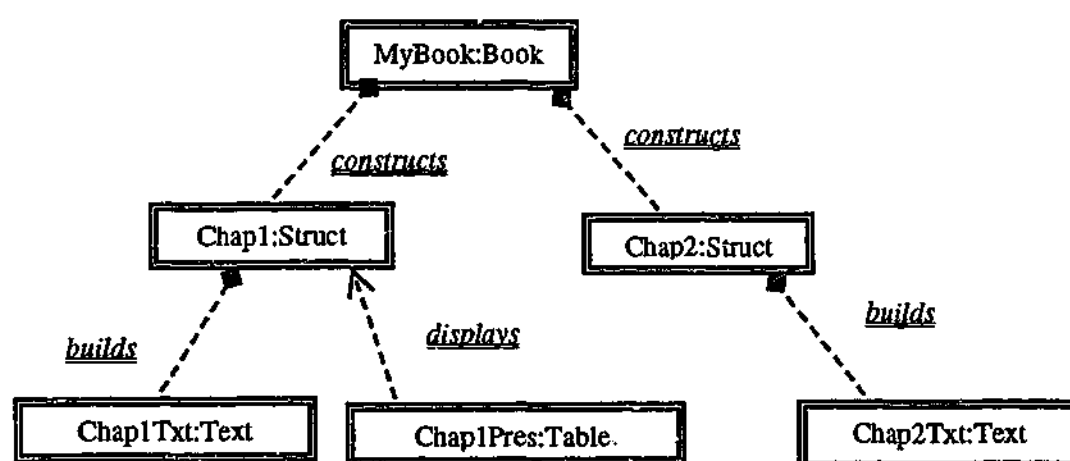 MyBook:Book
constructs
constructs
Chap1:Struct
Chap2:Struct
builds
displays
builds
Chap1Txt:Text
Chap1Pres:Table
Chap2Txt:Text